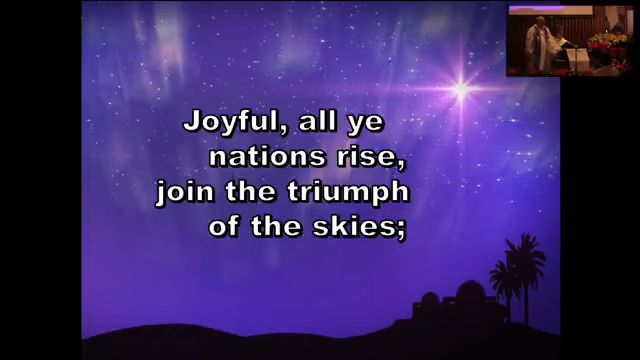 Joyful, all ye
nations rise,
join the triumph
of the skies;